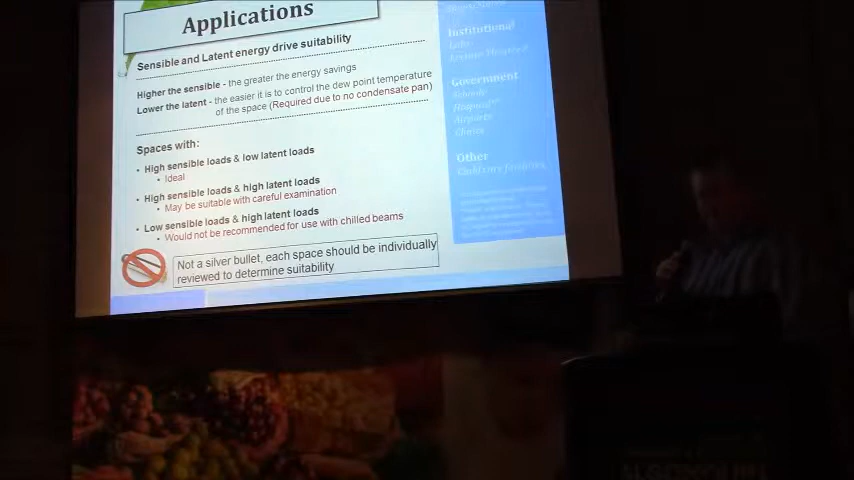 Applications
Sensible and Latent energy drive suitability
Higher the sensible - the greater the energy savings
Lower the latent - the easier it is to control the dew point temperature
of the space (Required due to no condensate pan)
Spaces with:
• High sensible loads & low latent loads
• Ideal
• High sensible loads & high latent loads
• May be suitable with careful examination
• Low sensible loads & high latent loads
• Would not be recommended for use with chilled beams
Not a silver bullet, each space should be individually
reviewed to determine suitability
Institutional
Labs
Government
Schools
Hospital
Airports
Clinics
Other